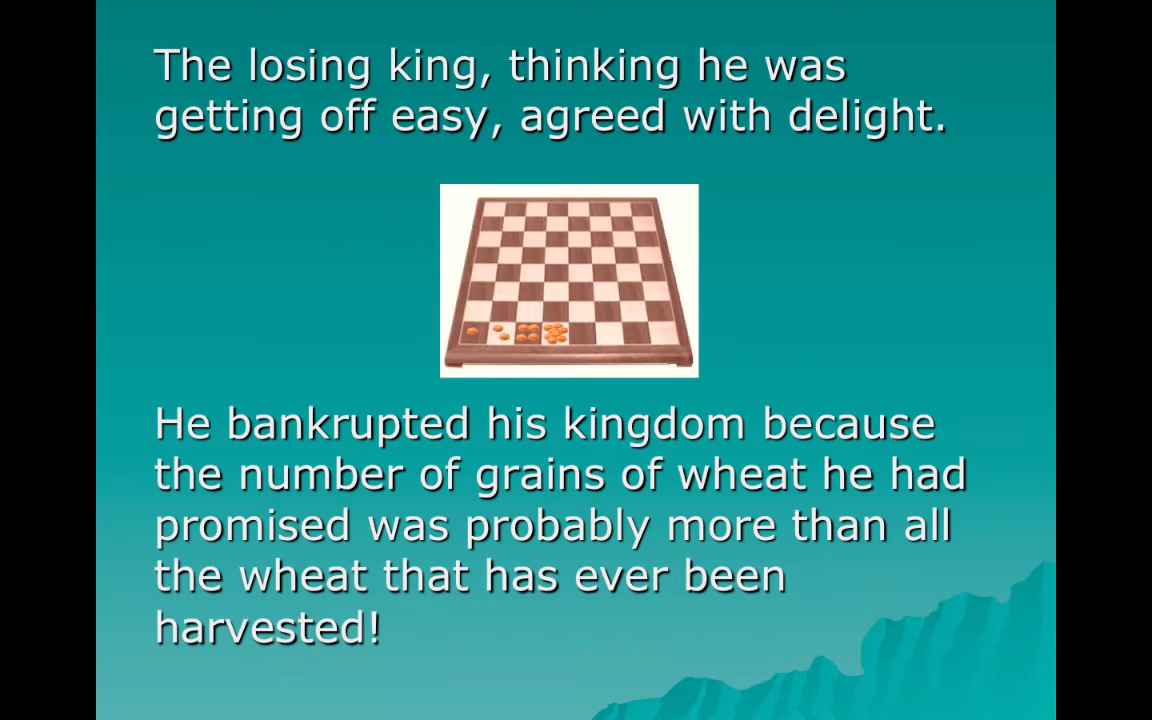 The losing king, thinking he was
getting off easy, agreed with delight.
He bankrupted his kingdom because
the number of grains of wheat he had
promised was probably more than all
the wheat that has ever been
harvested!